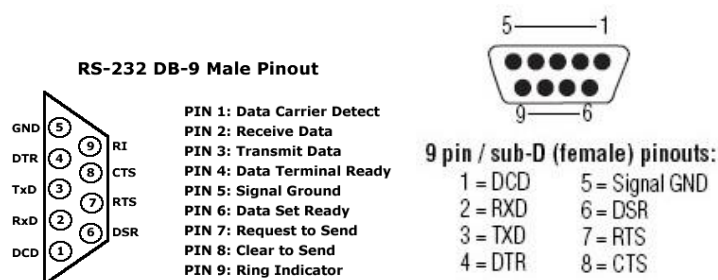 RS-232 DB-9 Male Pinout
GND 5
9 RI
DTR 4
8 CTS
TxD 3
7 RTS
RxD 2
6 DSR
DCD 1
PIN 1: Data Carrier Detect
PIN 2: Receive Data
PIN 3: Transmit Data
PIN 4: Data Terminal Ready
PIN 5: Signal Ground
PIN 6: Data Set Ready
PIN 7: Request to Send
PIN 8: Clear to Send
PIN 9: Ring Indicator
5 1
9 6
9 pin / sub-D (female) pinouts:
1 = DCD 5 = Signal GND
2 = RXD 6 = DSR
3 = TXD 7 = RTS
4 = DTR 8 = CTS